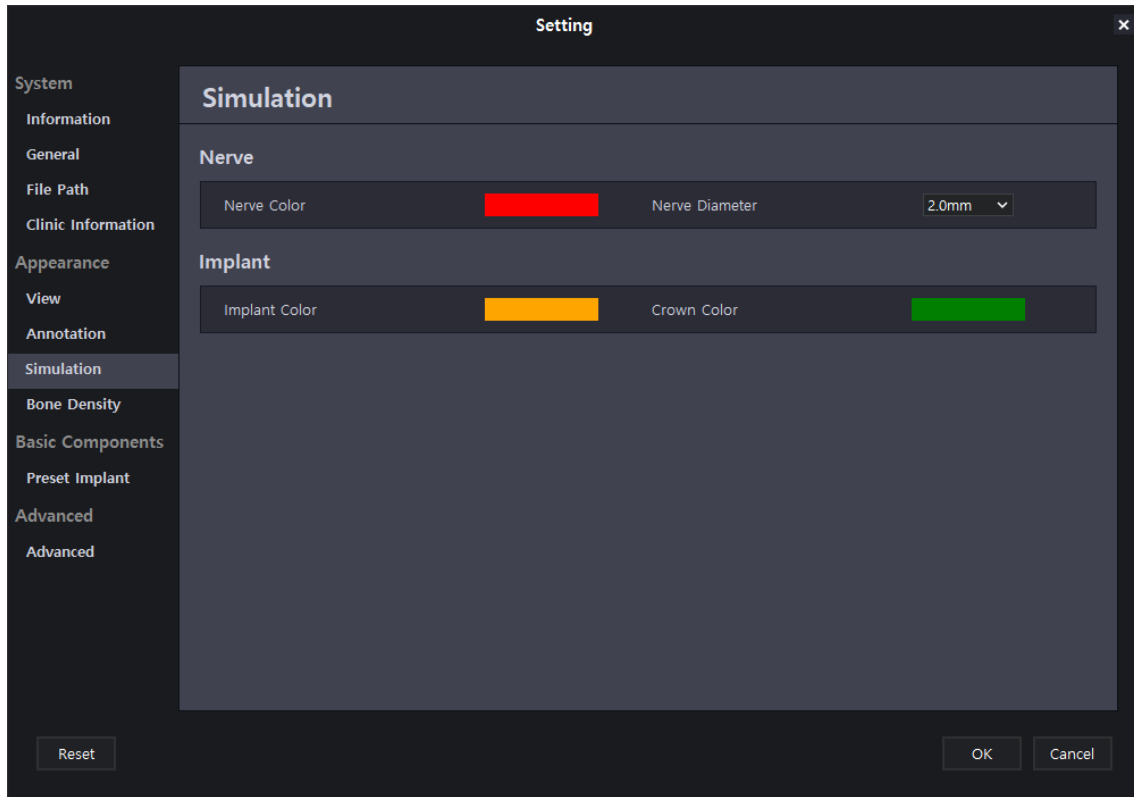 Setting
System
Information
General
File Path
Clinic Information
Appearance
View
Annotation
Simulation
Bone Density
Basic Components
Preset Implant
Advanced
Advanced
Simulation
Nerve
Nerve Color Nerve Diameter 2.0mm
Implant
Implant Color Crown Color
Reset OK Cancel